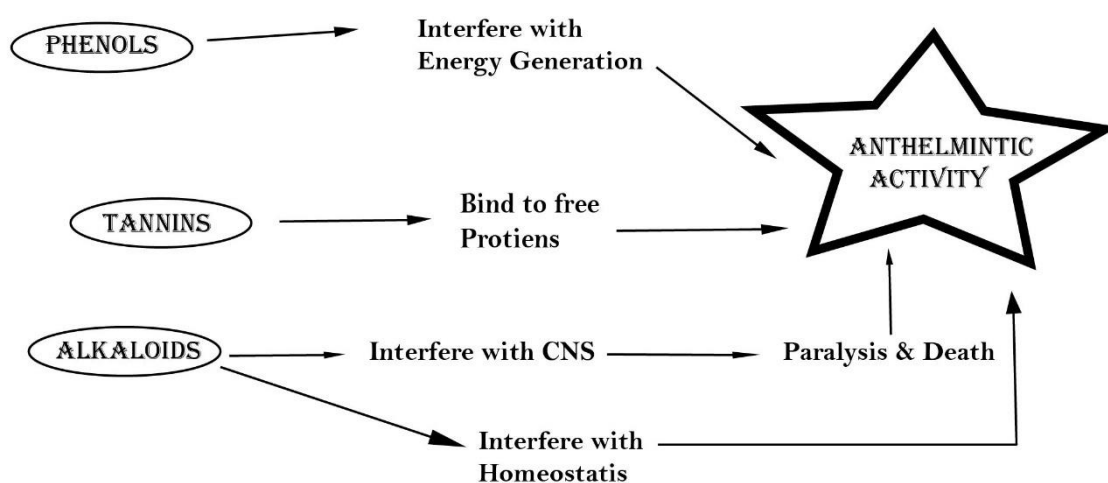 PHENOLS
Interfere with
Energy Generation
ANTHELMINTIC
ACTIVITY
TANNINS
Bind to free
Protiens
ALKALOIDS
Interfere with CNS
Paralysis & Death
Interfere with
Homeostatis